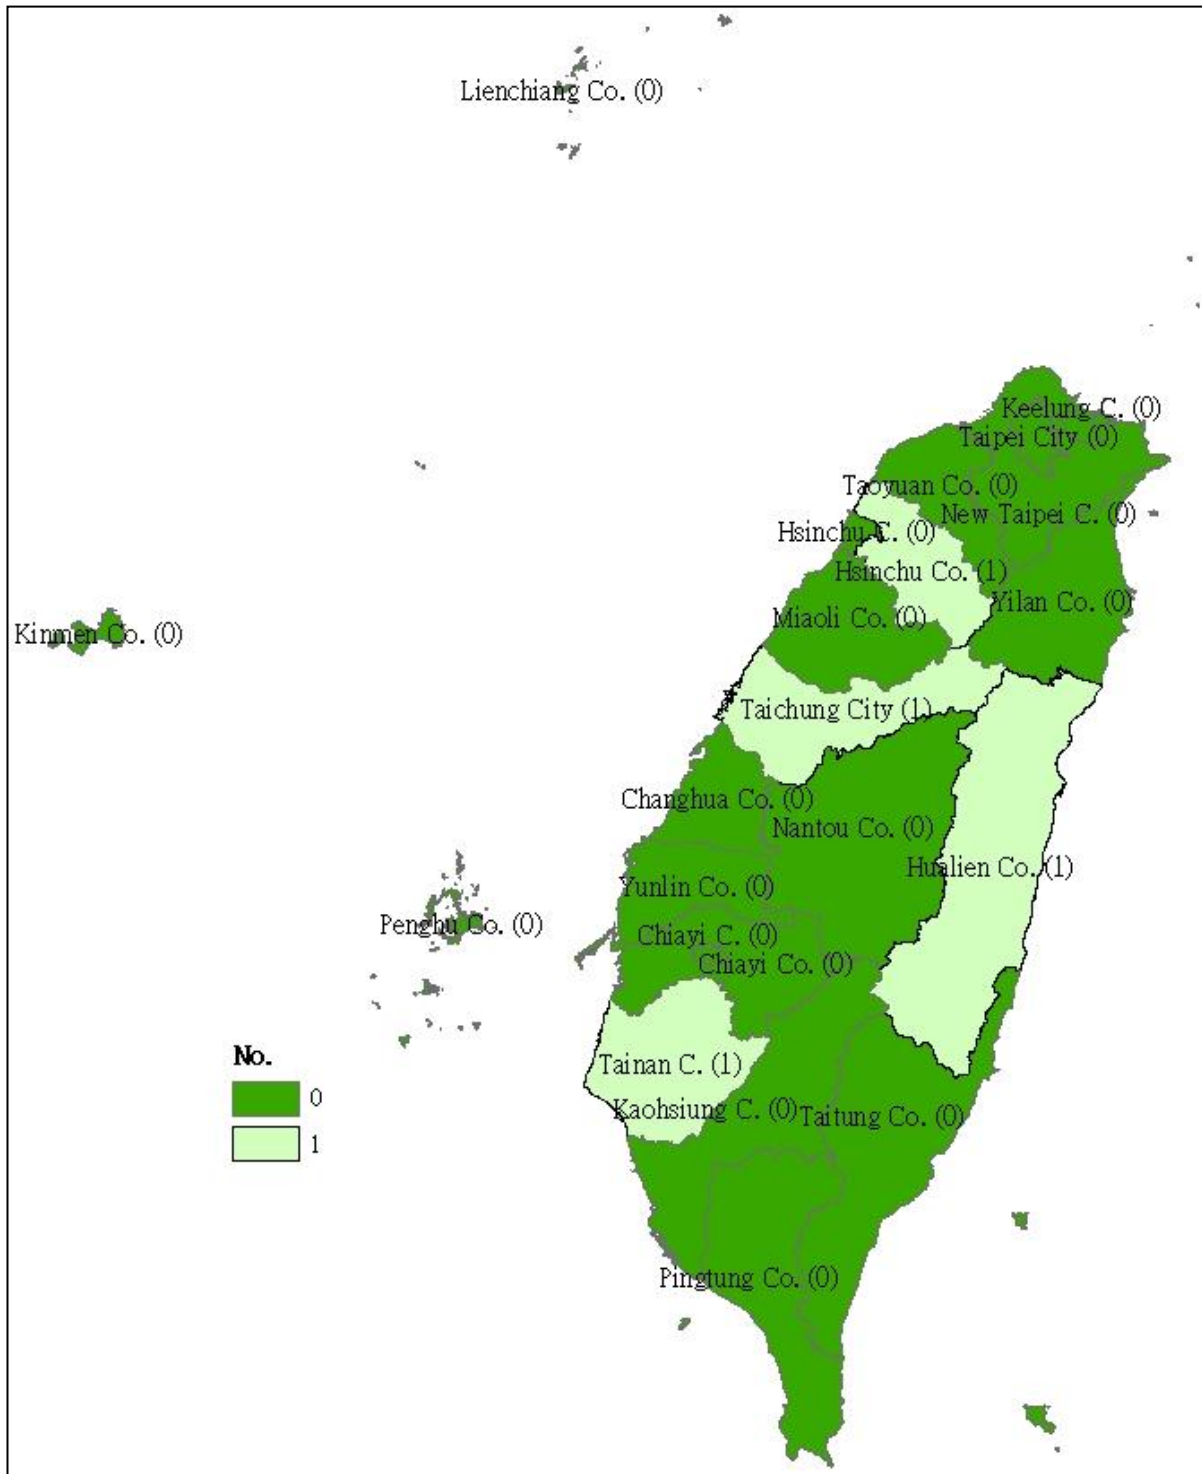 Lienchiang Co. (0)
Keelung C. (0)
Taipei City (0)
Taoyuan Co. (0)
New Taipei C. (0)
Hsinchu C. (0)
Hsinchu Co. (1)
Yilan Co. (0)
Miaoli Co. (0)
Kinmen Co. (0)
Taichung City (1)
Changhua Co. (0)
Nantou Co. (0)
Hualien Co. (1)
Yunlin Co. (0)
Penghu Co. (0)
Chiayi C. (0)
Chiayi Co. (0)
Tainan C. (1)
Kaohsiung C. (0)
Taitung Co. (0)
Pingtung Co. (0)
No.
0
1